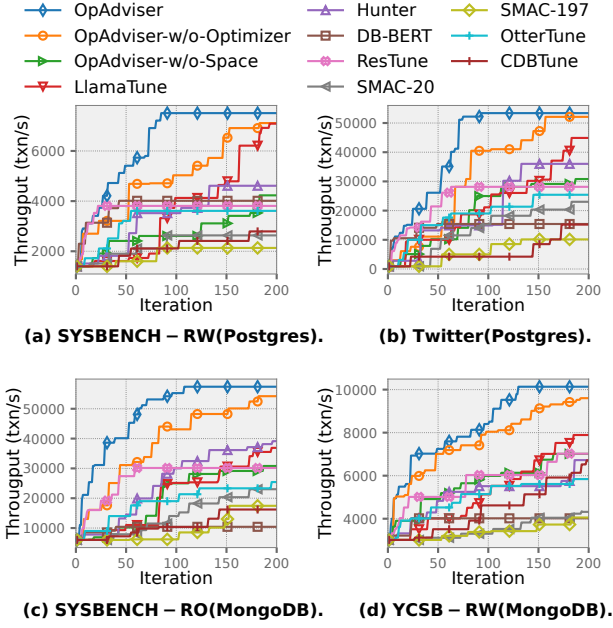 OpAdviser
OpAdviser-w/o-Optimizer
OpAdviser-w/o-Space
LlamaTune
Hunter
DB-BERT
ResTune
SMAC-20
SMAC-197
OtterTune
CDBTune
Througput (txn/s)
6000
4000
2000
0 50 100 150 200
Iteration
(a) SYSBENCH − RW(Postgres).
Througput (txn/s)
50000
40000
30000
20000
10000
0
0 50 100 150 200
Iteration
(b) Twitter(Postgres).
Througput (txn/s)
50000
40000
30000
20000
10000
0 50 100 150 200
Iteration
(c) SYSBENCH − RO(MongoDB).
Througput (txn/s)
10000
8000
6000
4000
0 50 100 150 200
Iteration
(d) YCSB − RW(MongoDB).